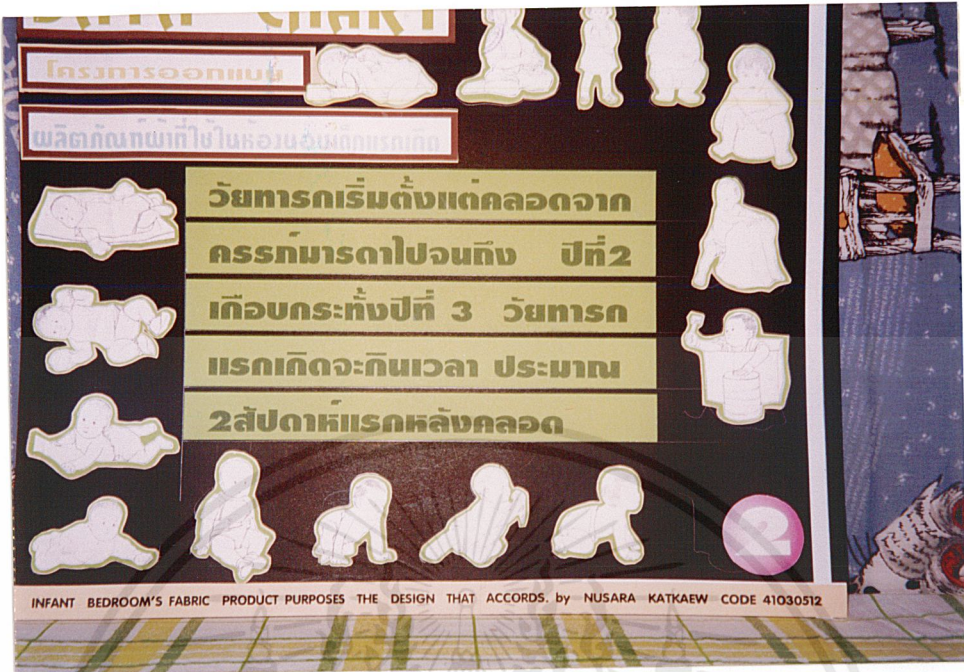 CHART
โครงการออกแบบ
ผลิตภัณฑ์ผ้าที่ใช้ในห้องนอนเด็กแรกเกิด
วัยทารกเริ่มตั้งแต่คลอดจาก
ครรภ์มารดาไปจนถึง ปีที่2
เกือบกระทั้งปีที่ 3 วัยทารก
แรกเกิดจะกินเวลา ประมาณ
2สัปดาห์แรกหลังคลอด
2
INFANT BEDROOM'S FABRIC PRODUCT PURPOSES THE DESIGN THAT ACCORDS. by NUSARA KATKAEW CODE 41030512